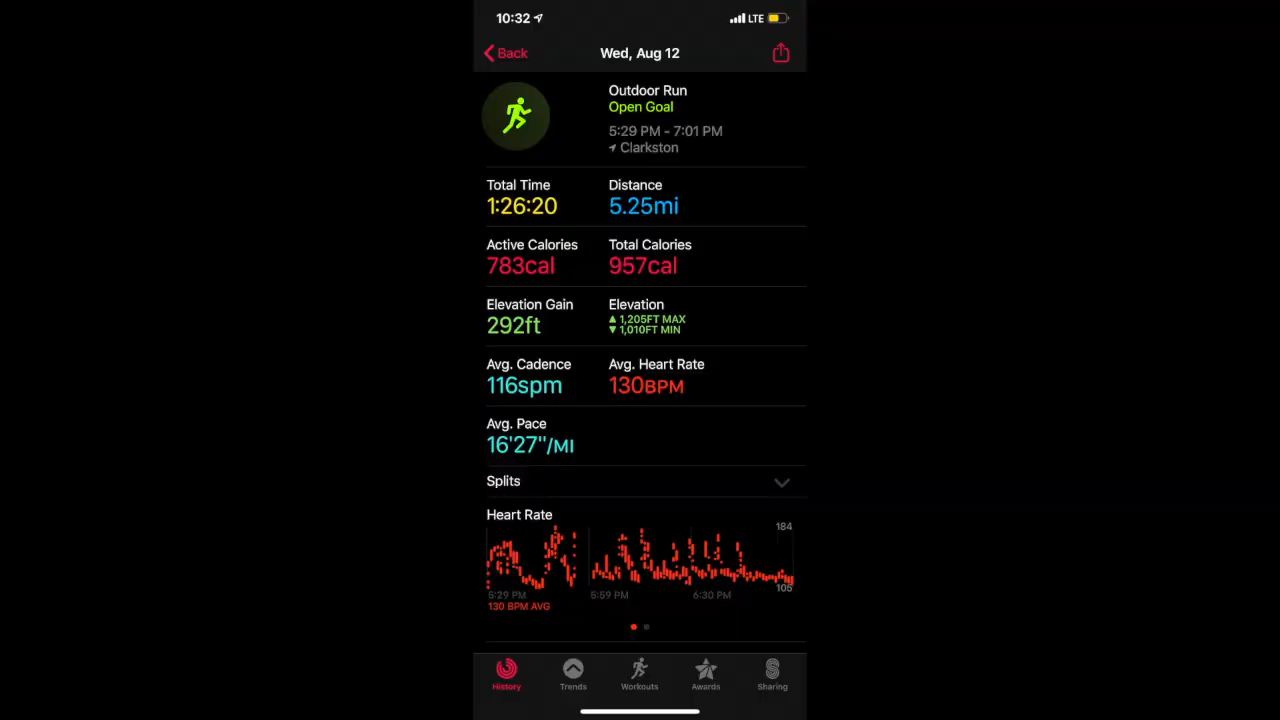 10:32
LTE
Back
Wed, Aug 12
Outdoor Run
Open Goal
5:29 PM - 7:01 PM
Clarkston
Total Time
Distance
1:26:20
5.25mi
Active Calories
Total Calories
783cal
957cal
Elevation Gain
Elevation
292ft
▲ 1,205FT MAX
▼ 1,010FT MIN
Avg. Cadence
Avg. Heart Rate
116spm
130BPM
Avg. Pace
16'27"/MI
Splits
Heart Rate
184
105
5:29 PM
5:59 PM
6:30 PM
130 BPM AVG
History
Trends
Workouts
Awards
Sharing